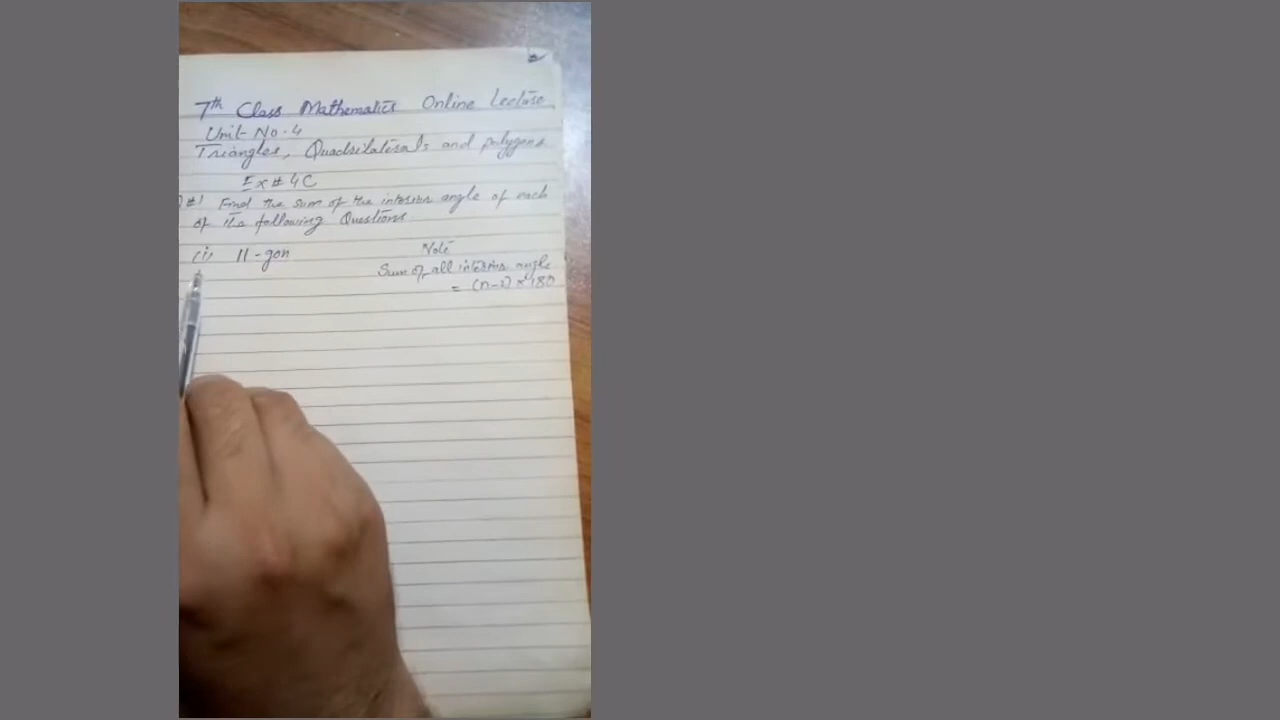 7th Class Mathematics Online Lecture
Unit No. 4
Triangles, Quadrilaterals and polygons
Ex # 4C
Q#1 Find the sum of the interior angle of each
of the following Questions
(i) 11-gon
Note
Sum of all interior angle
= (n-2) × 180